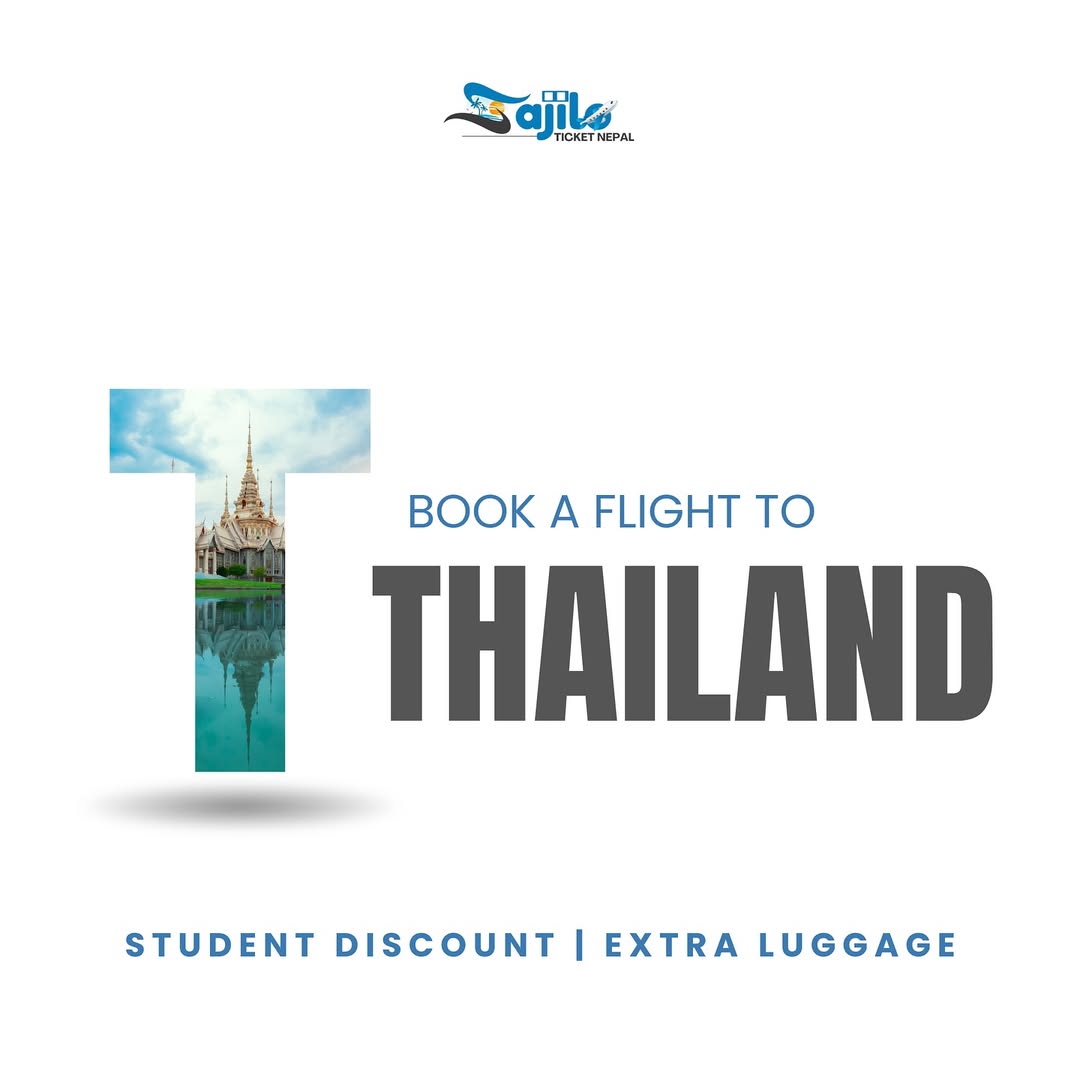 Sajilo
TICKET NEPAL
BOOK A FLIGHT TO
THAILAND
STUDENT DISCOUNT | EXTRA LUGGAGE